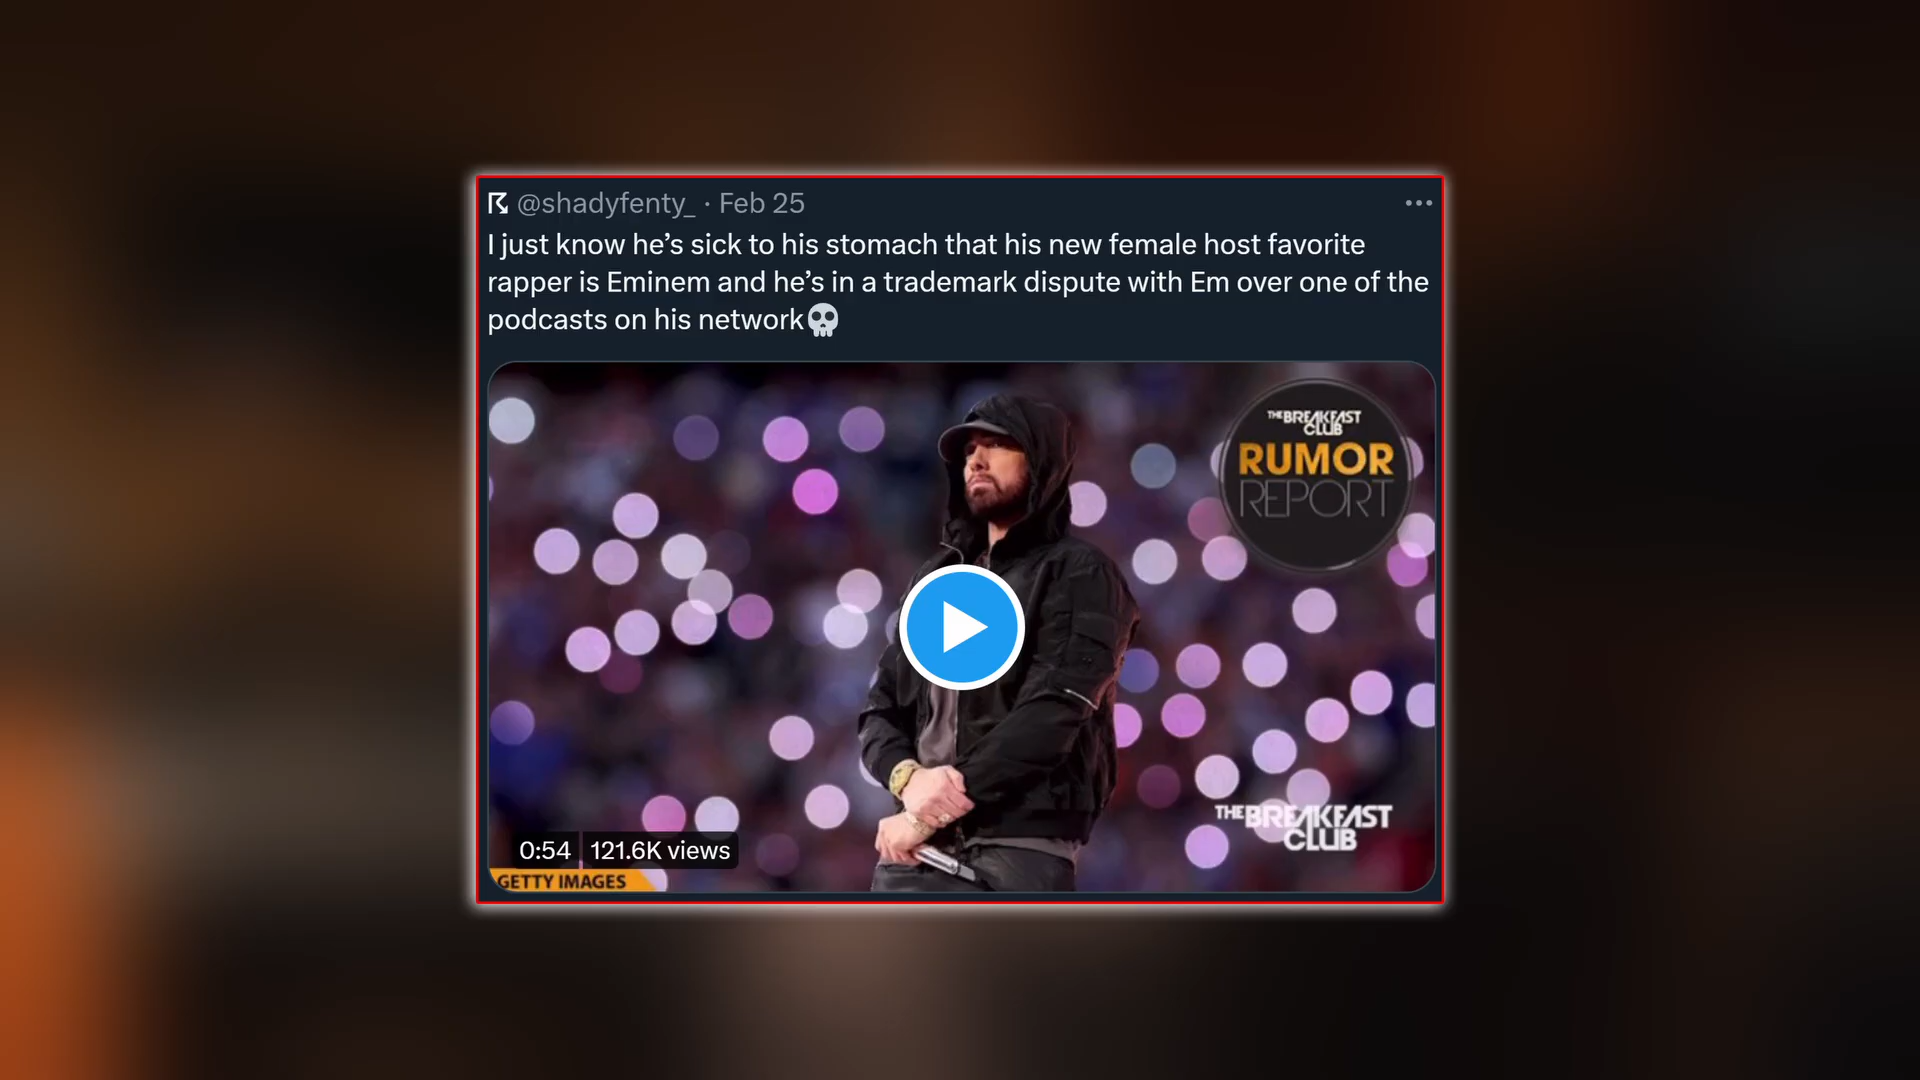 @shadyfenty_ · Feb 25
I just know he’s sick to his stomach that his new female host favorite
rapper is Eminem and he’s in a trademark dispute with Em over one of the
podcasts on his network💀
THE BREAKFAST
CLUB
RUMOR
REPORT
THE BREAKFAST
CLUB
0:54 121.6K views
GETTY IMAGES